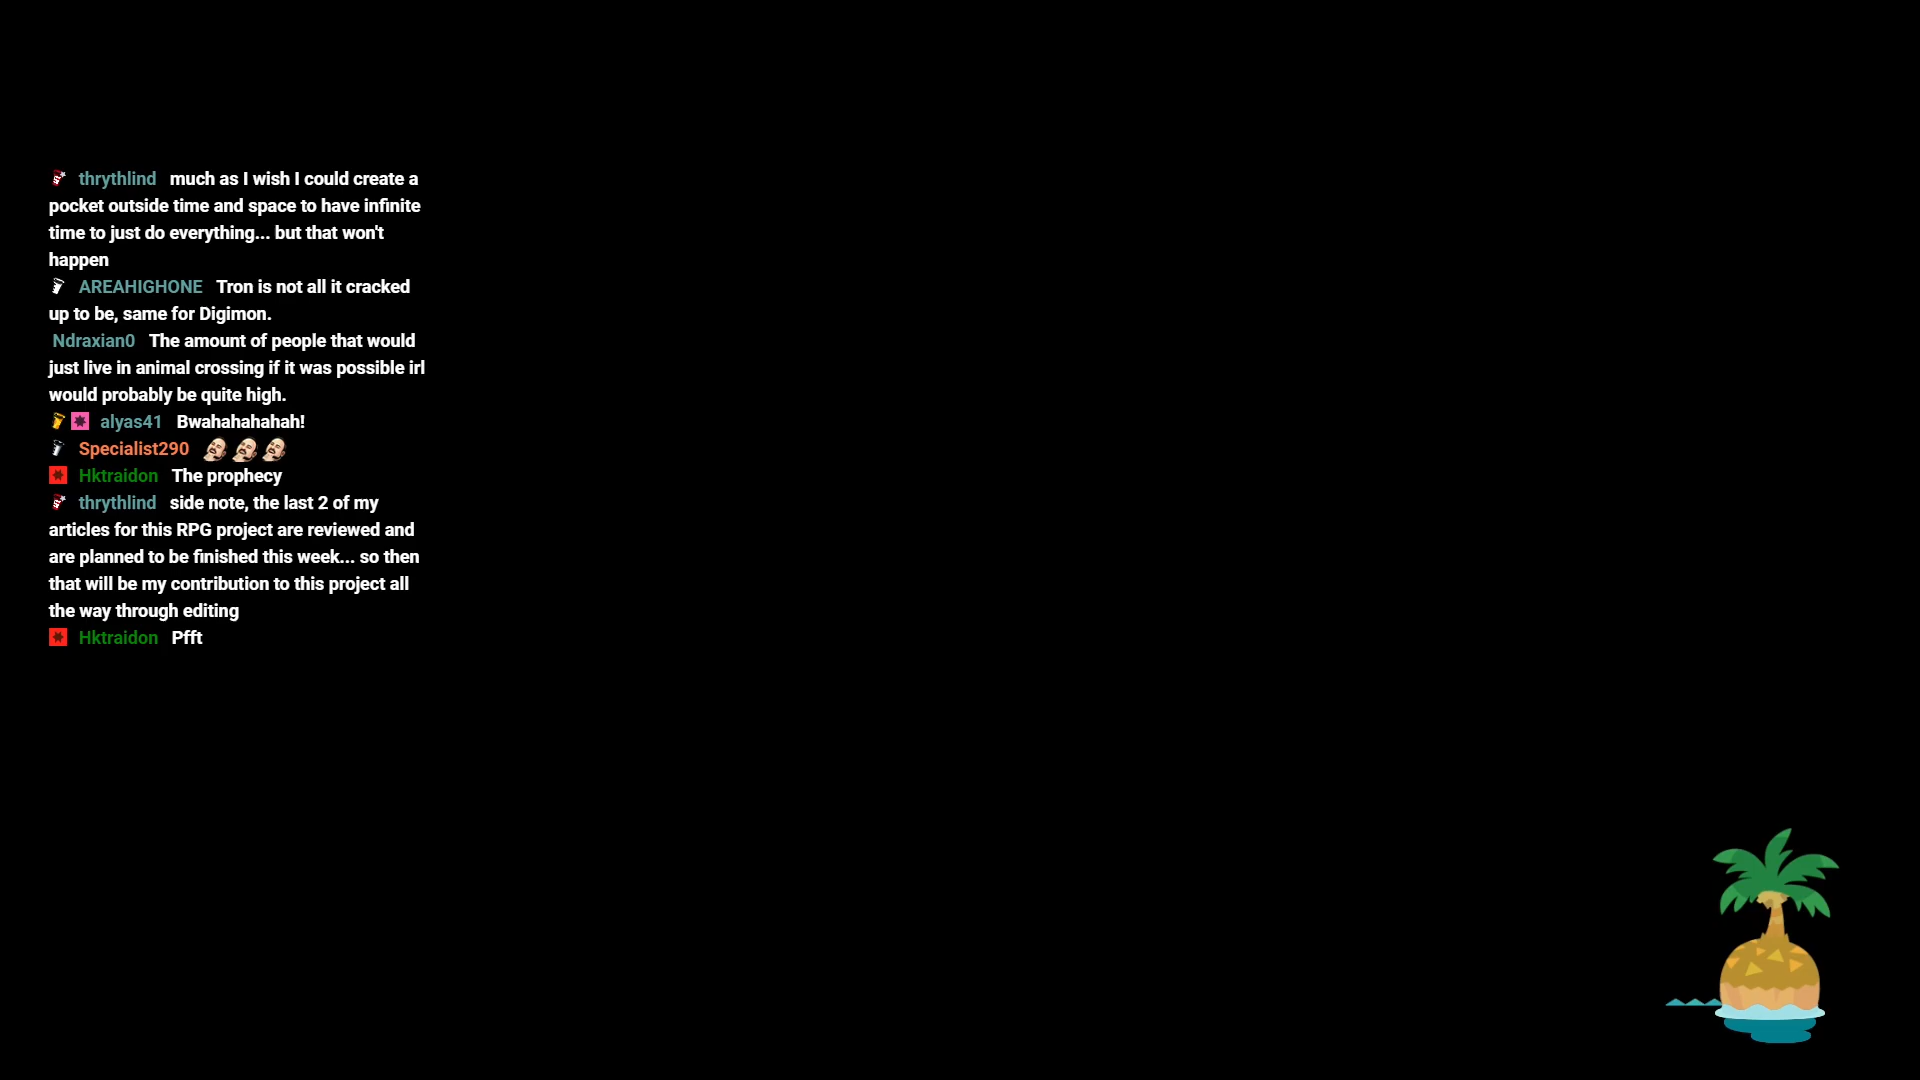 thrythlind much as I wish I could create a
pocket outside time and space to have infinite
time to just do everything... but that won't
happen
AREAHIGHONE Tron is not all it cracked
up to be, same for Digimon.
Ndraxian0 The amount of people that would
just live in animal crossing if it was possible irl
would probably be quite high.
alyas41 Bwahahahahah!
Specialist290
Hktraidon The prophecy
thrythlind side note, the last 2 of my
articles for this RPG project are reviewed and
are planned to be finished this week... so then
that will be my contribution to this project all
the way through editing
Hktraidon Pfft